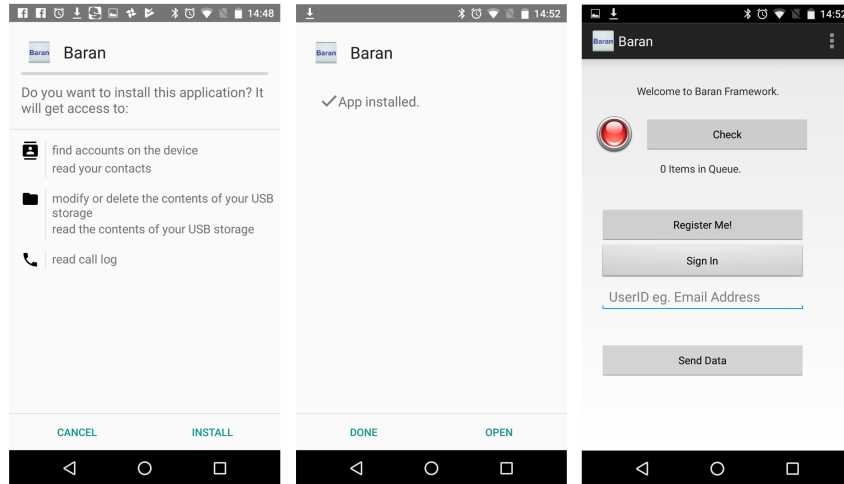 14:48
Baran
Baran
Do you want to install this application? It
will get access to:
find accounts on the device
read your contacts
modify or delete the contents of your USB
storage
read the contents of your USB storage
read call log
CANCEL INSTALL
14:52
Baran
Baran
App installed.
DONE OPEN
14:52
Baran
Baran
Welcome to Baran Framework.
Check
0 Items in Queue.
Register Me!
Sign In
UserID eg. Email Address
Send Data